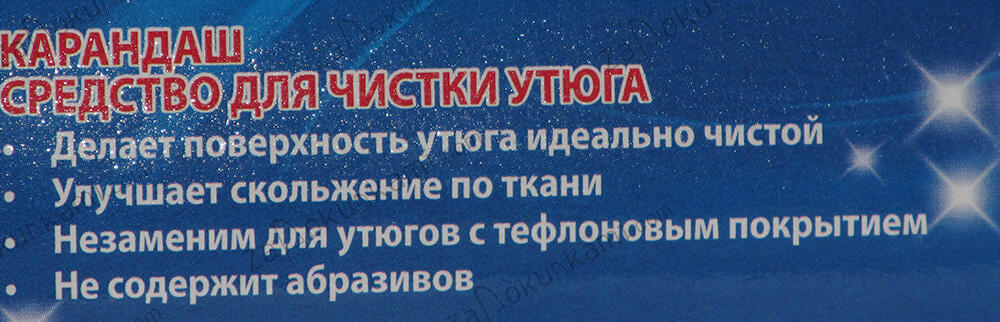 КАРАНДАШ
СРЕДСТВО ДЛЯ ЧИСТКИ УТЮГА
• Делает поверхность утюга идеально чистой
• Улучшает скольжение по ткани
• Незаменим для утюгов с тефлоновым покрытием
• Не содержит абразивов